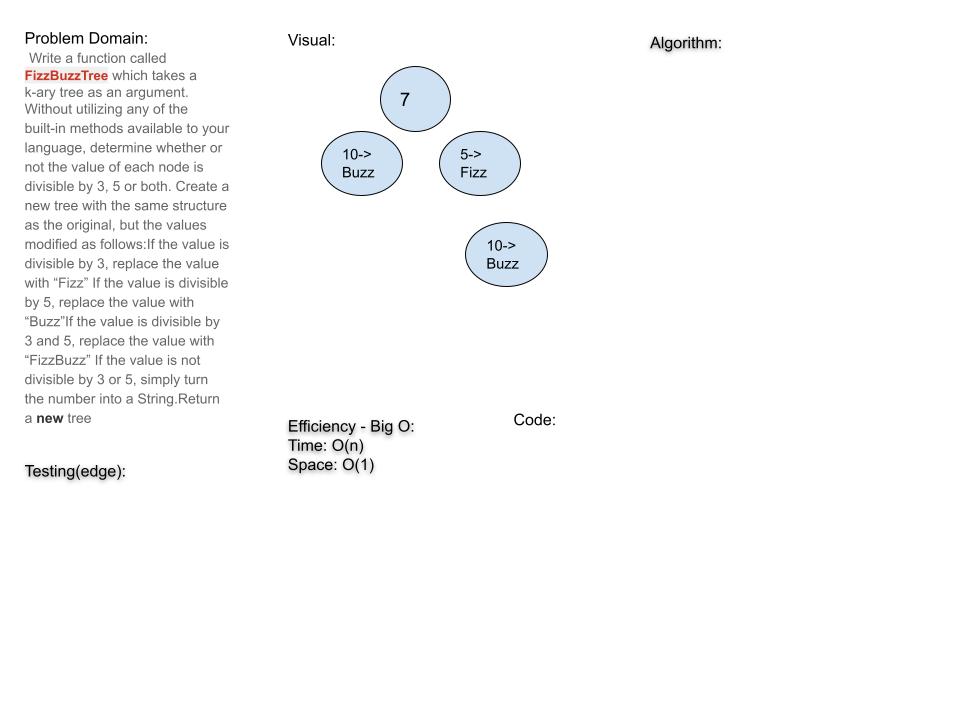 Problem Domain:
Write a function called
FizzBuzzTree which takes a
k-ary tree as an argument.
Without utilizing any of the
built-in methods available to your
language, determine whether or
not the value of each node is
divisible by 3, 5 or both. Create a
new tree with the same structure
as the original, but the values
modified as follows:If the value is
divisible by 3, replace the value
with “Fizz” If the value is divisible
by 5, replace the value with
“Buzz”If the value is divisible by
3 and 5, replace the value with
“FizzBuzz” If the value is not
divisible by 3 or 5, simply turn
the number into a String.Return
a new tree
Testing(edge):
Visual:
7
10->
Buzz
5->
Fizz
10->
Buzz
Efficiency - Big O:
Time: O(n)
Space: O(1)
Code:
Algorithm: